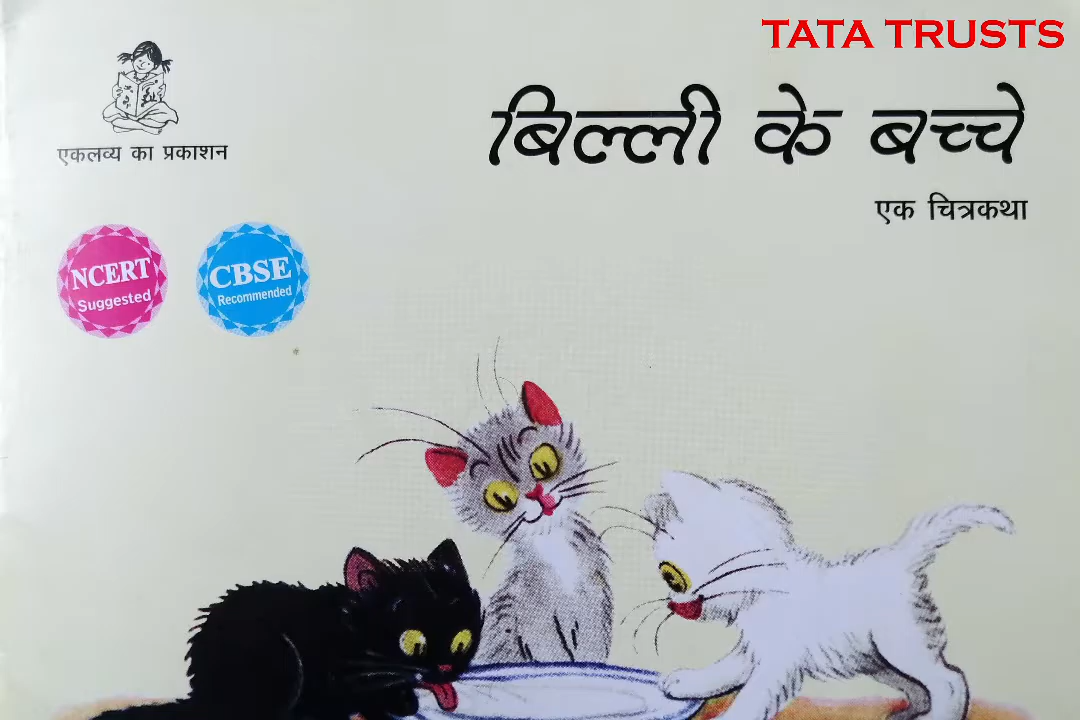 TATA TRUSTS
बिल्ली के बच्चे
एक चित्रकथा
एकलव्य का प्रकाशन
NCERT
Suggested
CBSE
Recommended